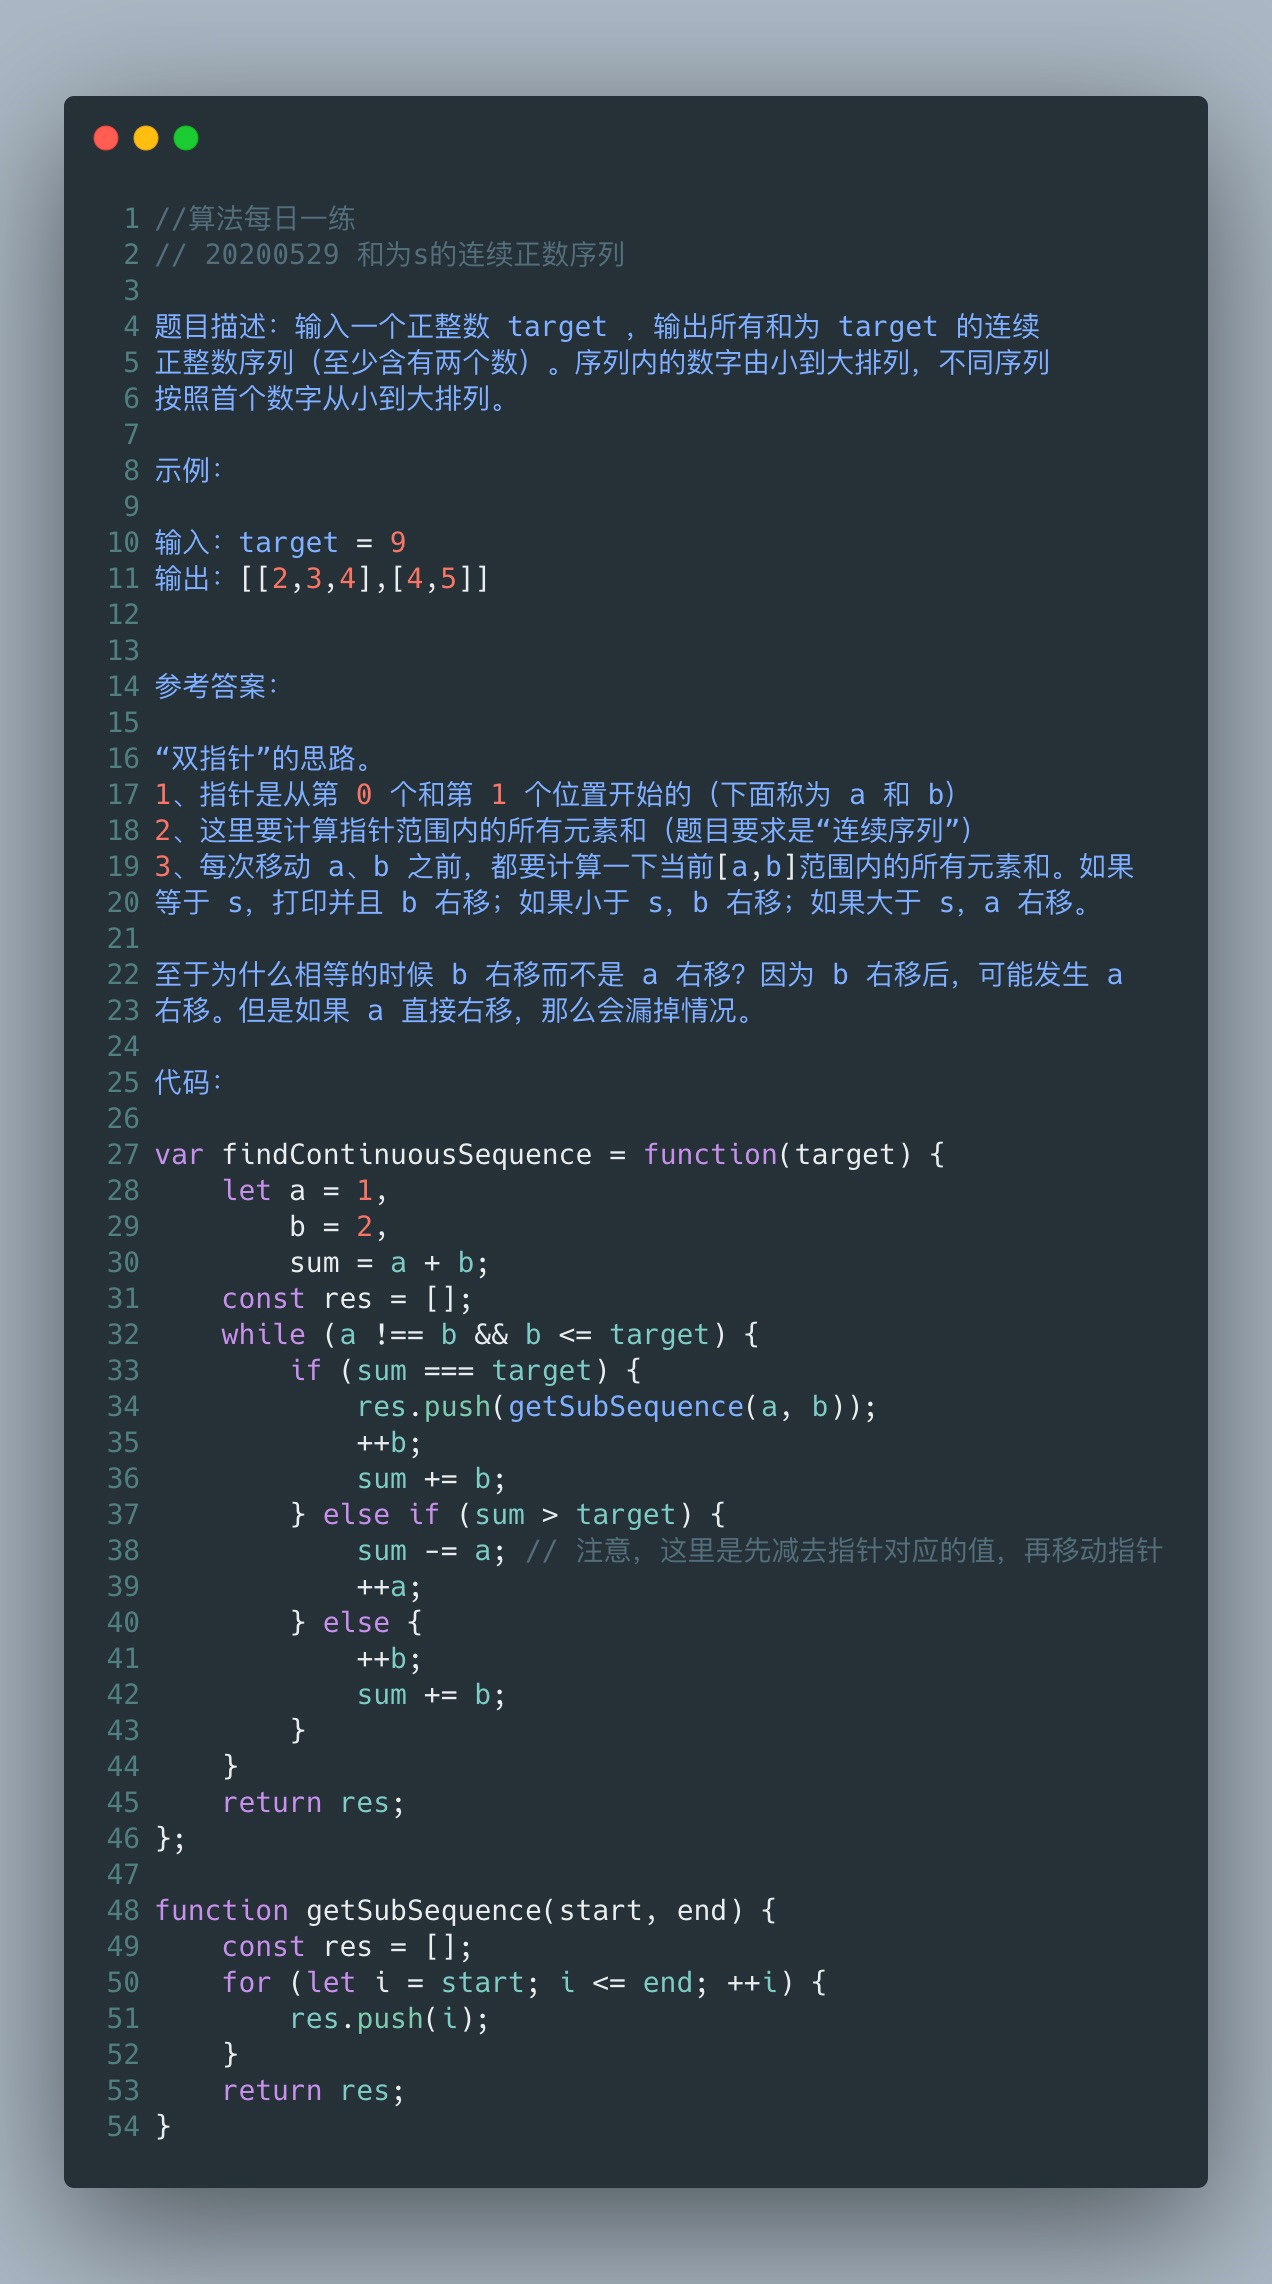 1 //算法每日一练
2 // 20200529 和为s的连续正数序列
3
4 题目描述：输入一个正整数 target ，输出所有和为 target 的连续
5 正整数序列（至少含有两个数）。序列内的数字由小到大排列，不同序列
6 按照首个数字从小到大排列。
7
8 示例：
9
10 输入：target = 9
11 输出：[[2,3,4],[4,5]]
12
13
14 参考答案：
15
16 “双指针”的思路。
17 1、指针是从第 0 个和第 1 个位置开始的（下面称为 a 和 b）
18 2、这里要计算指针范围内的所有元素和（题目要求是“连续序列”）
19 3、每次移动 a、b 之前，都要计算一下当前[a,b]范围内的所有元素和。如果
20 等于 s，打印并且 b 右移；如果小于 s，b 右移；如果大于 s，a 右移。
21
22 至于为什么相等的时候 b 右移而不是 a 右移？因为 b 右移后，可能发生 a
23 右移。但是如果 a 直接右移，那么会漏掉情况。
24
25 代码：
26
27 var findContinuousSequence = function(target) {
28     let a = 1,
29         b = 2,
30         sum = a + b;
31     const res = [];
32     while (a !== b && b <= target) {
33         if (sum === target) {
34             res.push(getSubSequence(a, b));
35             ++b;
36             sum += b;
37         } else if (sum > target) {
38             sum -= a; // 注意，这里是先减去指针对应的值，再移动指针
39             ++a;
40         } else {
41             ++b;
42             sum += b;
43         }
44     }
45     return res;
46 };
47
48 function getSubSequence(start, end) {
49     const res = [];
50     for (let i = start; i <= end; ++i) {
51         res.push(i);
52     }
53     return res;
54 }